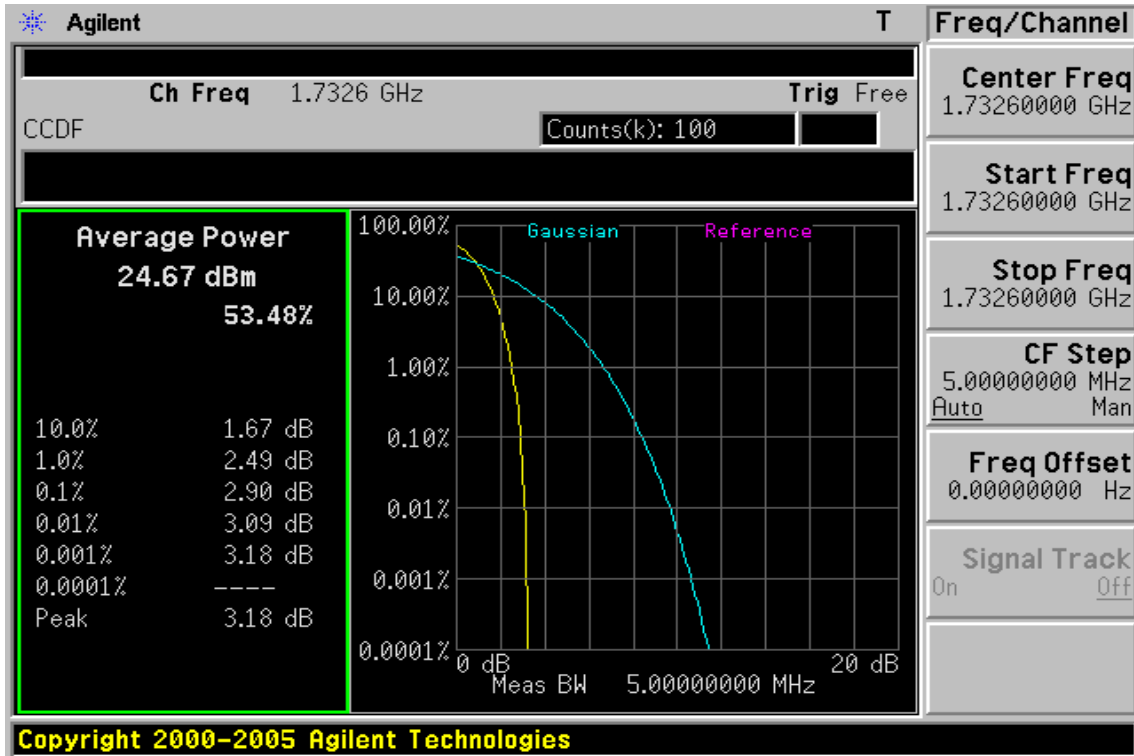 Agilent T Freq/Channel
Ch Freq 1.7326 GHz Trig Free
CCDF Counts(k): 100
Average Power
24.67 dBm
53.48%
10.0% 1.67 dB
1.0% 2.49 dB
0.1% 2.90 dB
0.01% 3.09 dB
0.001% 3.18 dB
0.0001% ----
Peak 3.18 dB
Gaussian Reference
100.00%
10.00%
1.00%
0.10%
0.01%
0.001%
0.0001%
0 dB 20 dB
Meas BW 5.00000000 MHz
Center Freq
1.73260000 GHz
Start Freq
1.73260000 GHz
Stop Freq
1.73260000 GHz
CF Step
5.00000000 MHz
Auto Man
Freq Offset
0.00000000 Hz
Signal Track
On Off
Copyright 2000-2005 Agilent Technologies